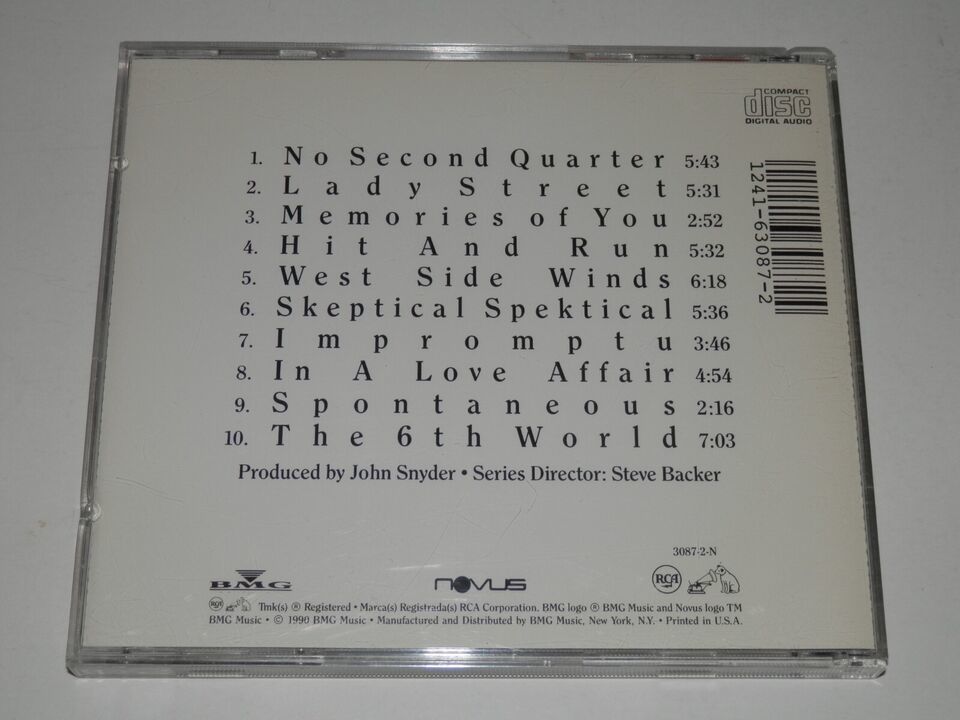 COMPACT
disc
DIGITAL AUDIO
1. No Second Quarter 5:43
2. Lady Street 5:31
3. Memories of You 2:52
4. Hit And Run 5:32
5. West Side Winds 6:18
6. Skeptical Spektical 5:36
7. Impromptu 3:46
8. In A Love Affair 4:54
9. Spontaneous 2:16
10. The 6th World 7:03
1241-63087-2
Produced by John Snyder • Series Director: Steve Backer
3087-2-N
BMG NOVUS RCA
RCA Tmk(s) ® Registered • Marca(s) Registrada(s) RCA Corporation. BMG logo ® BMG Music and Novus logo TM
BMG Music • © 1990 BMG Music • Manufactured and Distributed by BMG Music, New York, N.Y. • Printed in U.S.A.